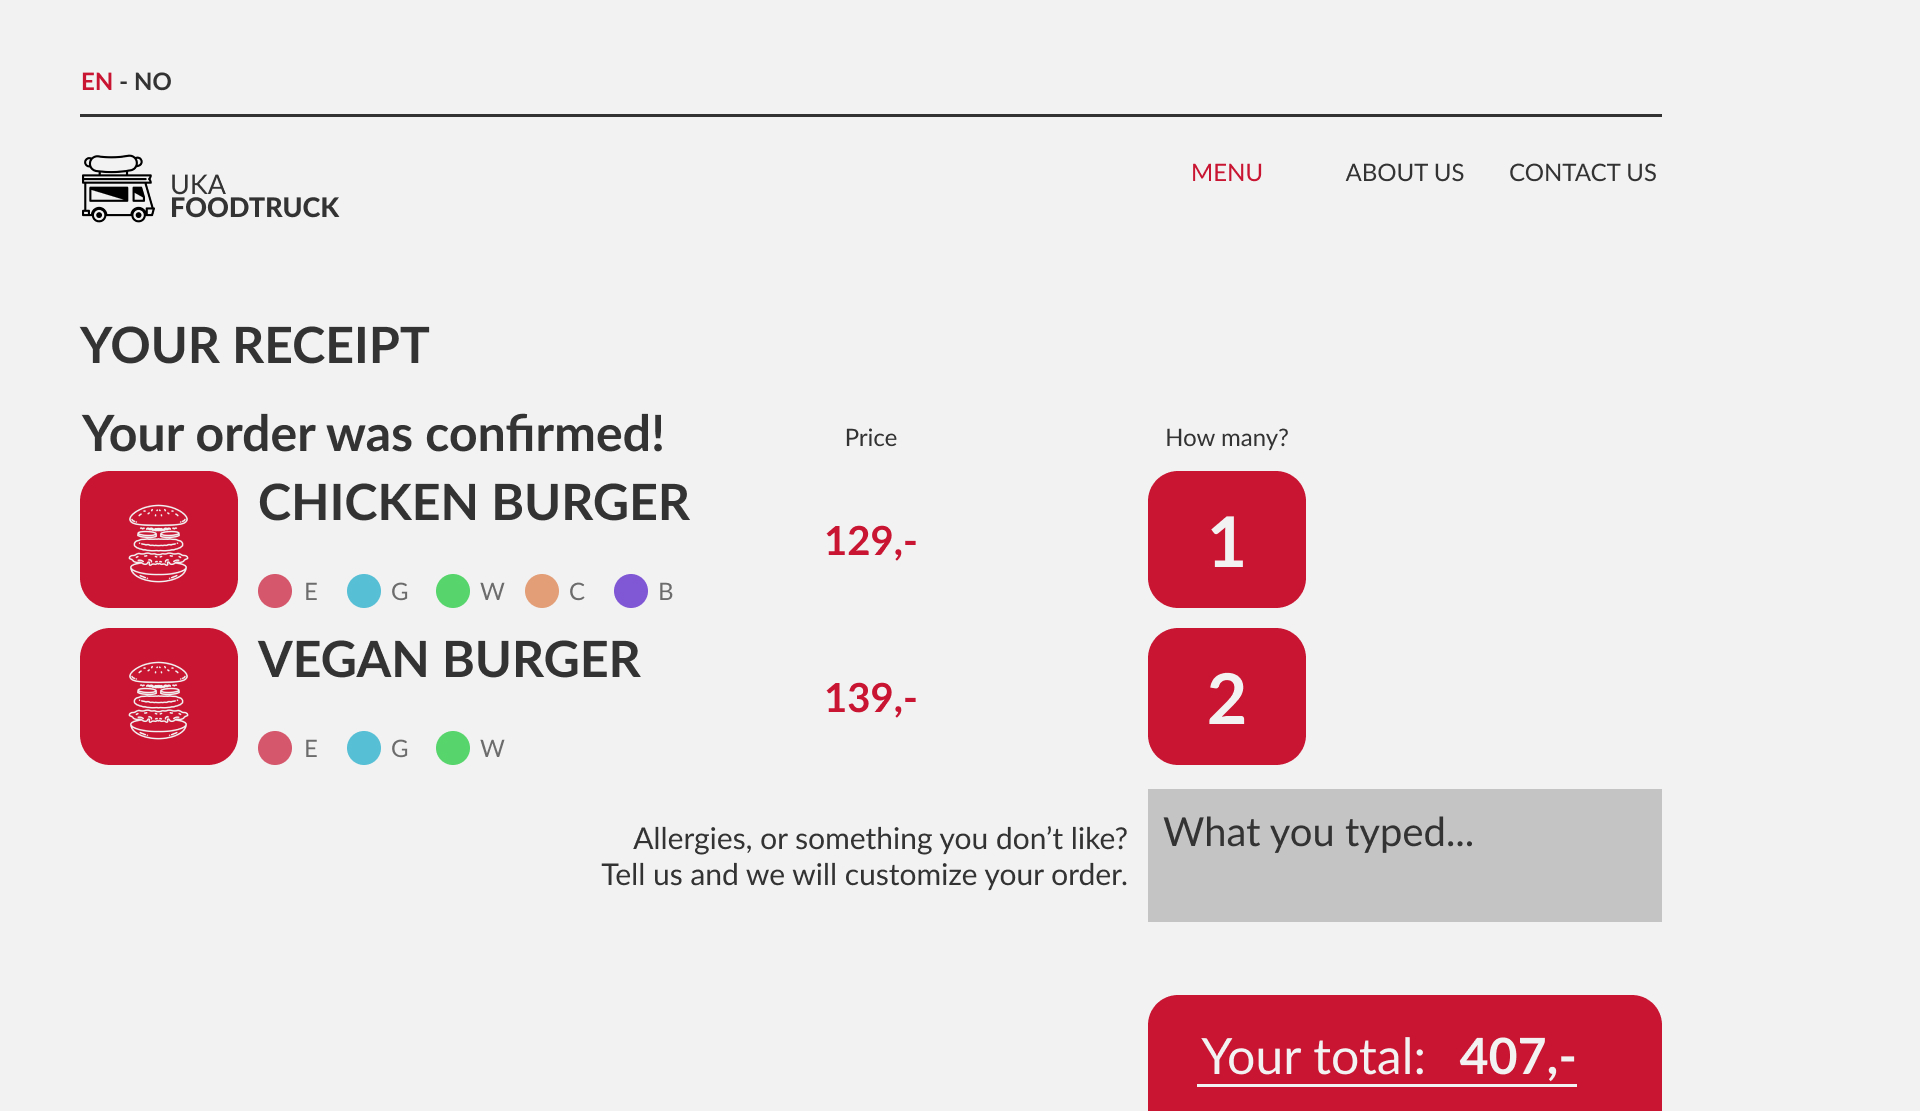 EN - NO
UKA
FOODTRUCK
MENU ABOUT US CONTACT US
YOUR RECEIPT
Your order was confirmed! Price How many?
CHICKEN BURGER
129,- 1
E G W C B
VEGAN BURGER
139,- 2
E G W
Allergies, or something you don’t like?
Tell us and we will customize your order.
What you typed...
Your total: 407,-